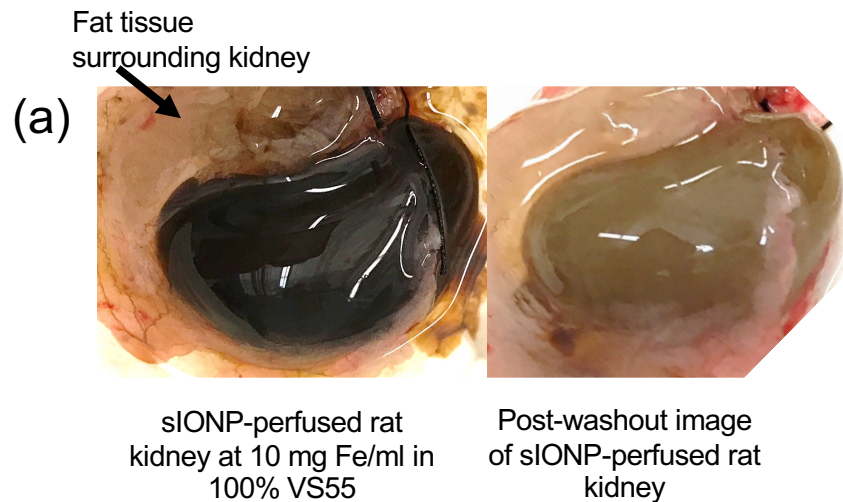 Fat tissue
surrounding kidney
(a)
sIONP-perfused rat
kidney at 10 mg Fe/ml in
100% VS55
Post-washout image
of sIONP-perfused rat
kidney